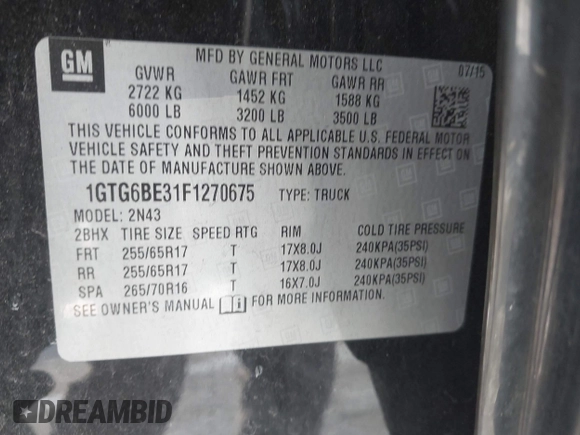 GM
MFD BY GENERAL MOTORS LLC
07/15
GVWR GAWR FRT GAWR RR
2722 KG 1452 KG 1588 KG
6000 LB 3200 LB 3500 LB
THIS VEHICLE CONFORMS TO ALL APPLICABLE U.S. FEDERAL MOTOR
VEHICLE SAFETY AND THEFT PREVENTION STANDARDS IN EFFECT ON
THE DATE OF MANUFACTURE SHOWN ABOVE.
1GTG6BE31F1270675 TYPE: TRUCK
MODEL: 2N43
2BHX TIRE SIZE SPEED RTG RIM COLD TIRE PRESSURE
FRT 255/65R17 T 17X8.0J 240KPA(35PSI)
RR 255/65R17 T 17X8.0J 240KPA(35PSI)
SPA 265/70R16 T 16X7.0J 240KPA(35PSI)
SEE OWNER'S MANUAL FOR MORE INFORMATION.
DREAMBID